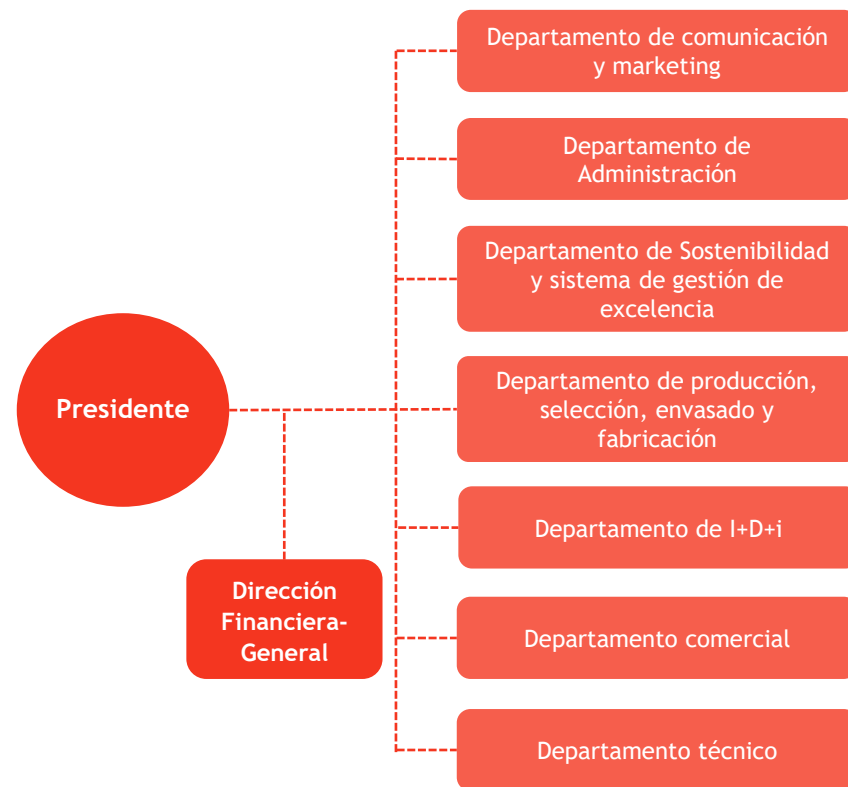 Departamento de comunicación
y marketing
Departamento de
Administración
Departamento de Sostenibilidad
y sistema de gestión de
excelencia
Presidente
Departamento de producción,
selección, envasado y
fabricación
Departamento de I+D+i
Dirección
Financiera-
General
Departamento comercial
Departamento técnico